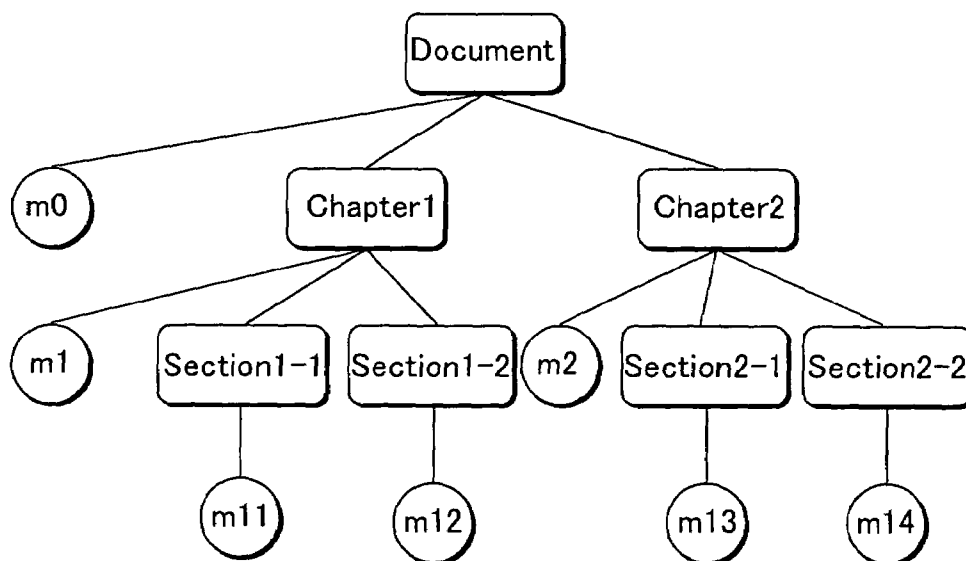 Document
m0
Chapter1
Chapter2
m1
Section1-1
Section1-2
m2
Section2-1
Section2-2
m11
m12
m13
m14